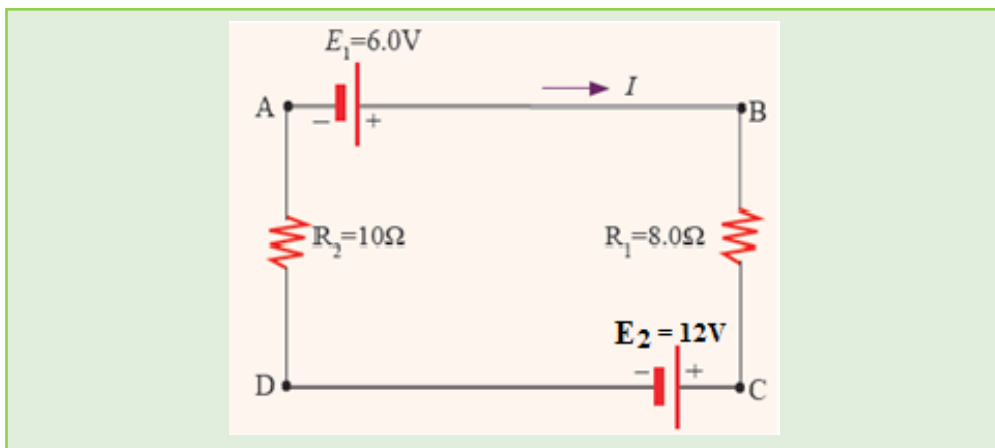 E₁=6.0V
I
A
− +
B
R₂=10Ω
R₁=8.0Ω
E₂ = 12V
− +
D
C